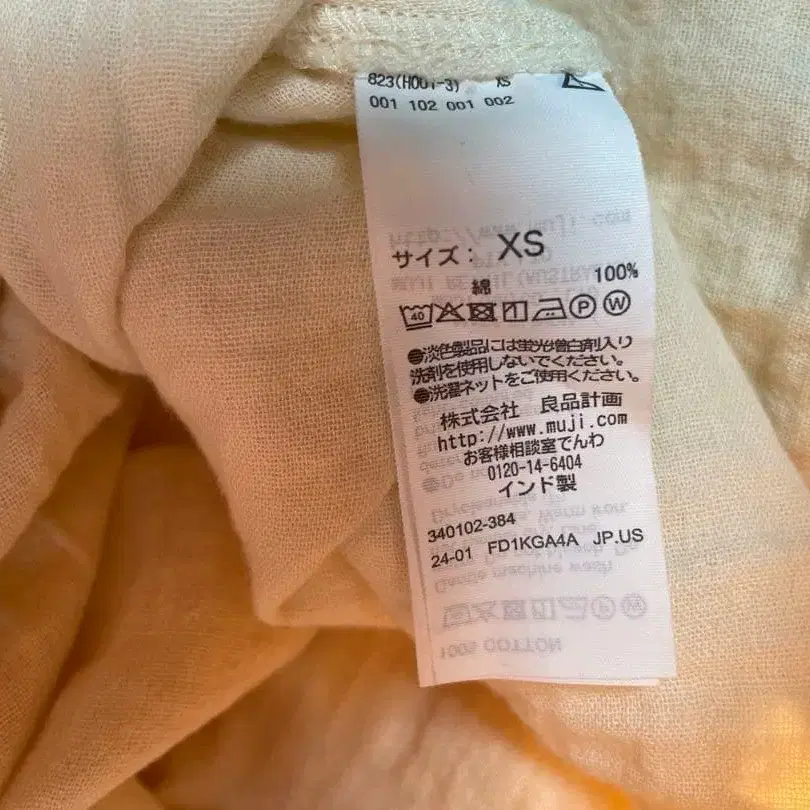 823(H001-3) XS
001 102 001 002
サイズ： XS
綿 100%
40 P W
●淡色製品には蛍光増白剤入り
洗剤を使用しないでください。
●洗濯ネットをご使用ください。
株式会社 良品計画
http://www.muji.com
お客様相談室でんわ
0120-14-6404
インド製
340102-384
24-01 FD1KGA4A JP.US
100% COTTON